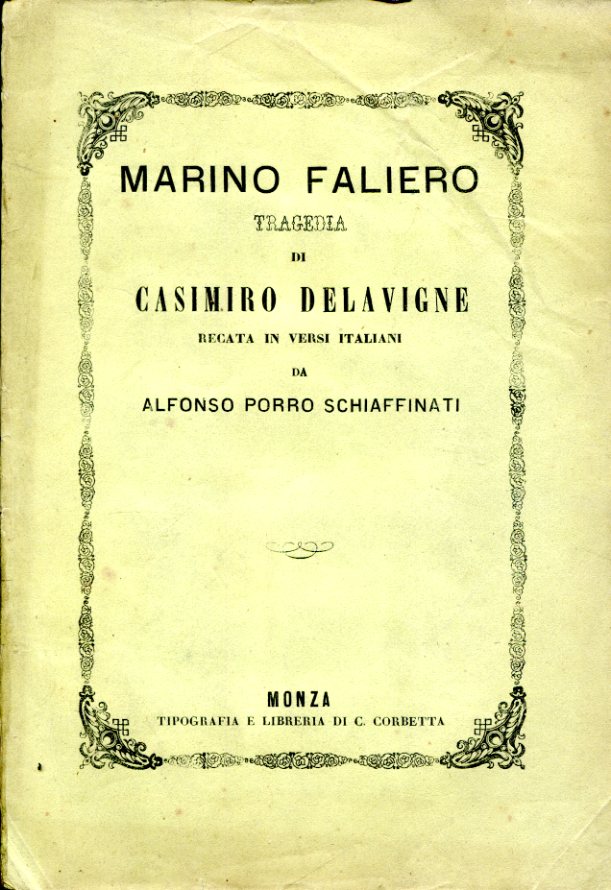 MARINO FALIERO
TRAGEDIA
DI
CASIMIRO DELAVIGNE
RECATA IN VERSI ITALIANI
DA
ALFONSO PORRO SCHIAFFINATI
MONZA
TIPOGRAFIA E LIBRERIA DI C. CORBETTA